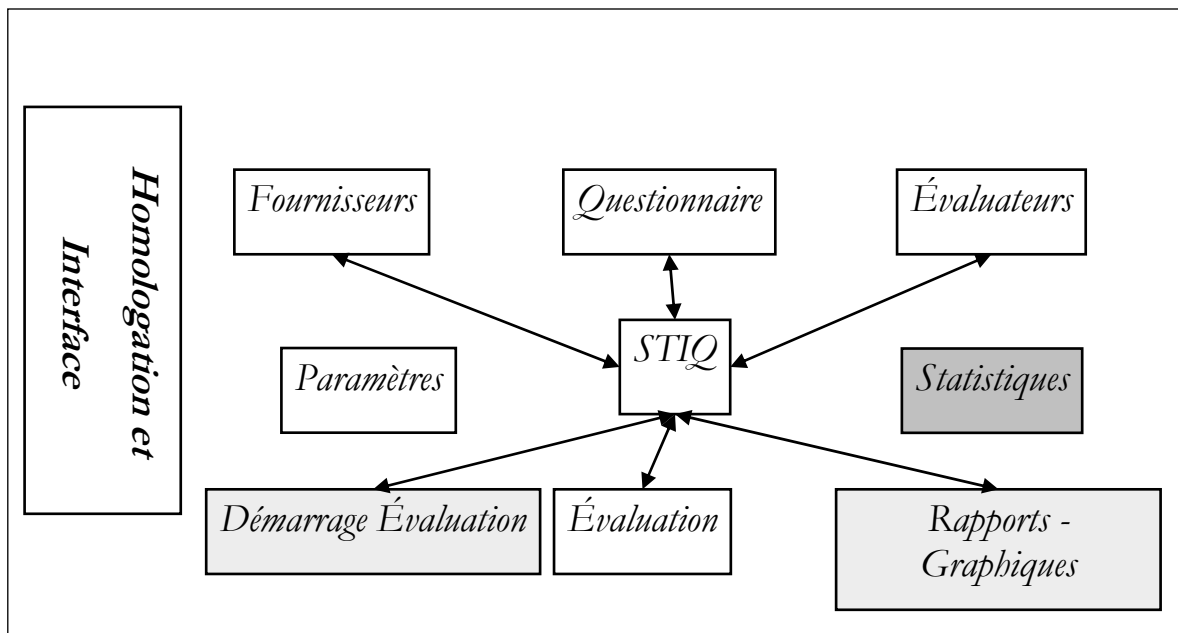 Homologation et
Interface
Fournisseurs
Questionnaire
Évaluateurs
STIQ
Paramètres
Statistiques
Démarrage Évaluation
Évaluation
Rapports -
Graphiques